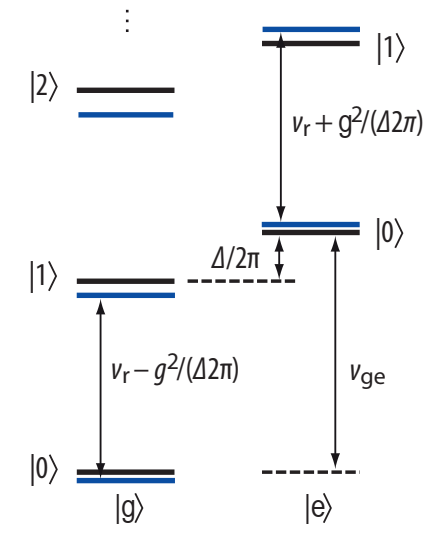 ⋮
|2⟩
|1⟩
ν_r + g²/(Δ2π)
|0⟩
Δ/2π
|1⟩
ν_r − g²/(Δ2π)
ν_ge
|0⟩
|g⟩ |e⟩